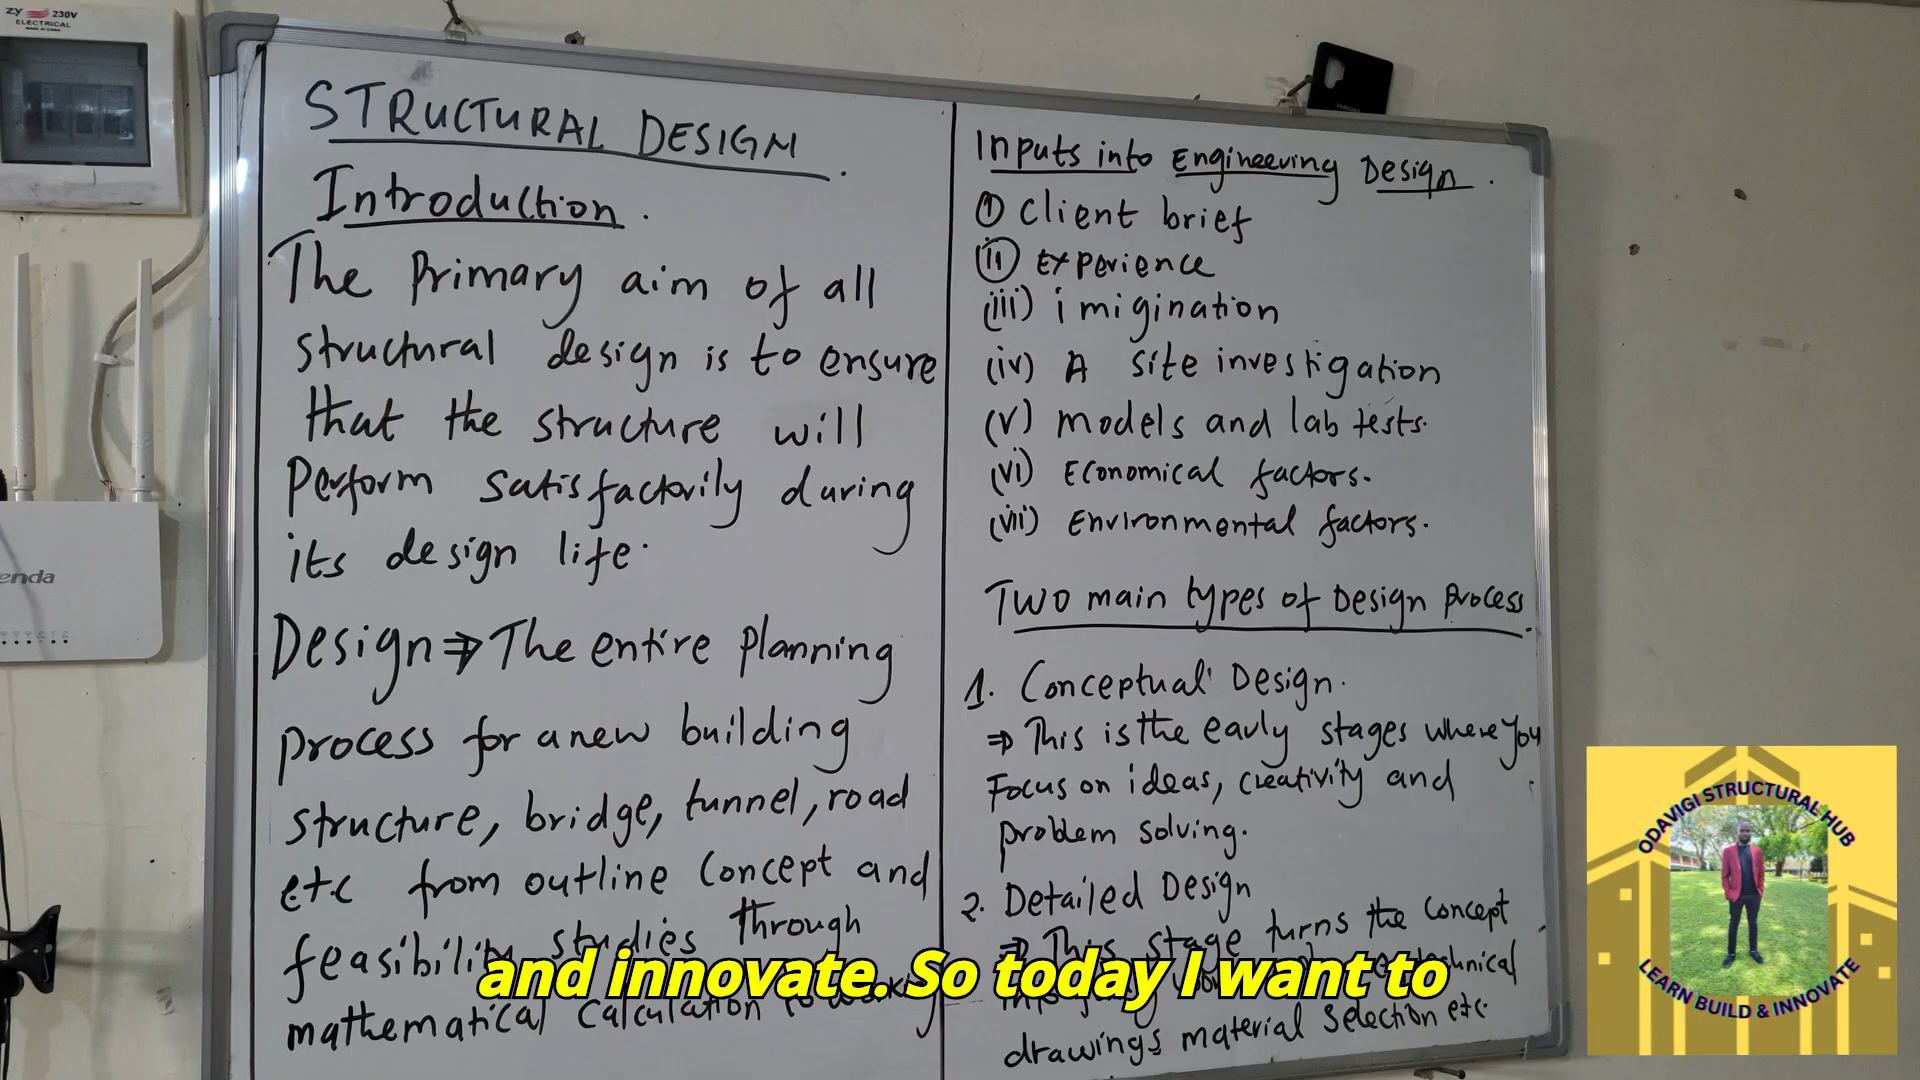 ZY 230V
ELECTRICAL
STRUCTURAL DESIGN.
Introduction.
The Primary aim of all
structural design is to ensure
that the structure will
Perform satisfactorily during
its design life.
Design ⇒ The entire planning
process for a new building
structure, bridge, tunnel, road
etc from outline concept and
feasibility studies through
mathematical calculation to
Inputs into Engineering Design.
(i) Client brief
(ii) Experience
(iii) imigination
(iv) A site investigation
(v) models and lab tests.
(vi) Economical factors.
(vii) Environmental factors.
Two main types of Design process.
1. Conceptual Design.
⇒ This is the early stages where you
Focus on ideas, creativity and
problem solving.
2. Detailed Design
⇒ This stage turns the concept
technical
drawings material selection etc.
and innovate. So today I want to
enda
SAMSUNG
ODAVIGI STRUCTURAL HUB
LEARN BUILD & INNOVATE